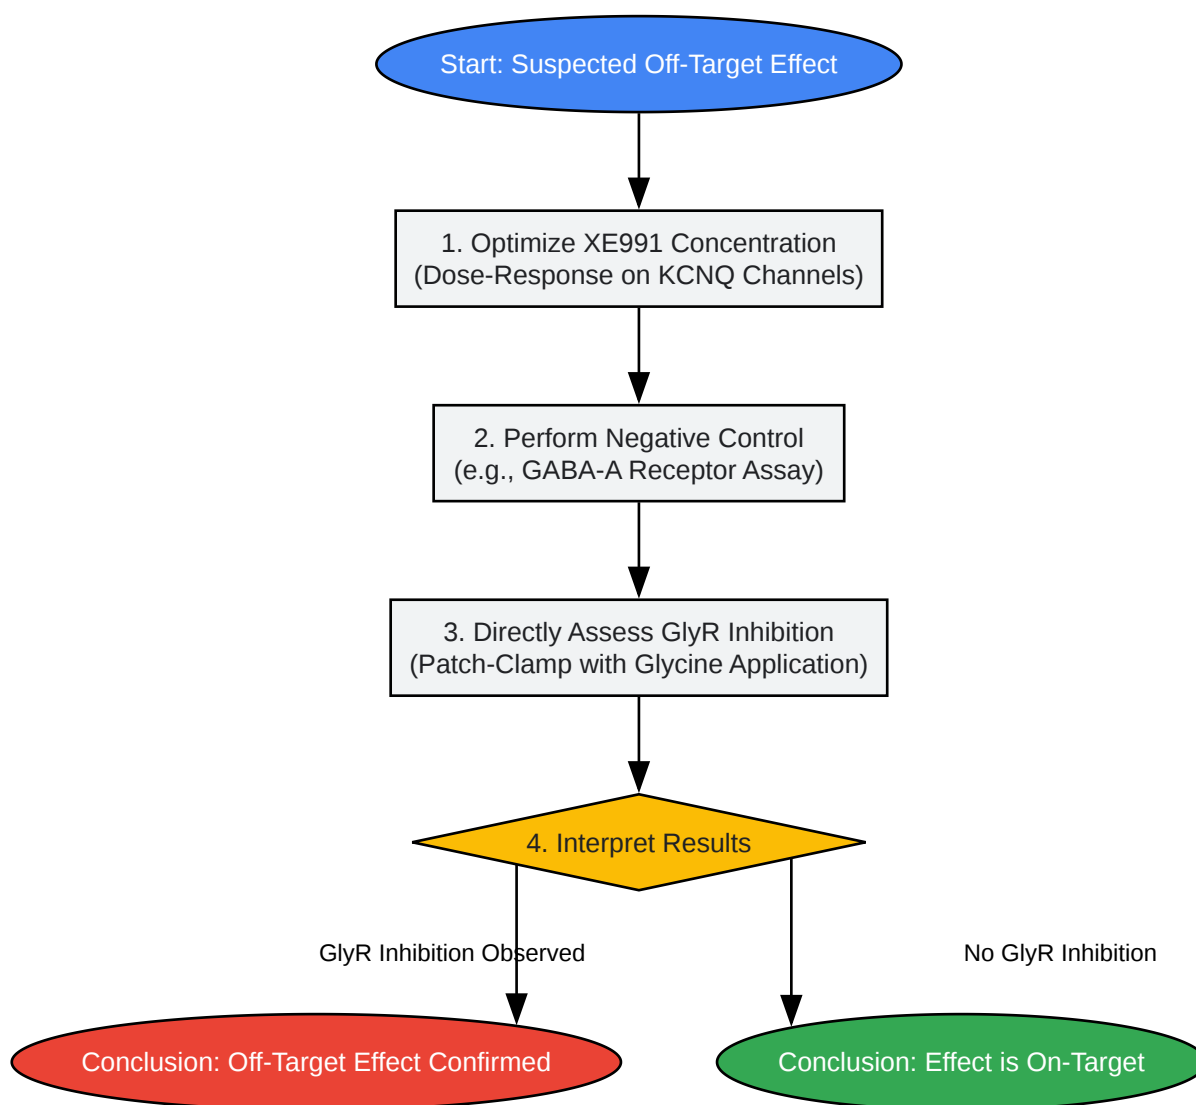 Start: Suspected Off-Target Effect
1. Optimize XE991 Concentration
(Dose-Response on KCNQ Channels)
2. Perform Negative Control
(e.g., GABA-A Receptor Assay)
3. Directly Assess GlyR Inhibition
(Patch-Clamp with Glycine Application)
4. Interpret Results
GlyR Inhibition Observed
No GlyR Inhibition
Conclusion: Off-Target Effect Confirmed
Conclusion: Effect is On-Target